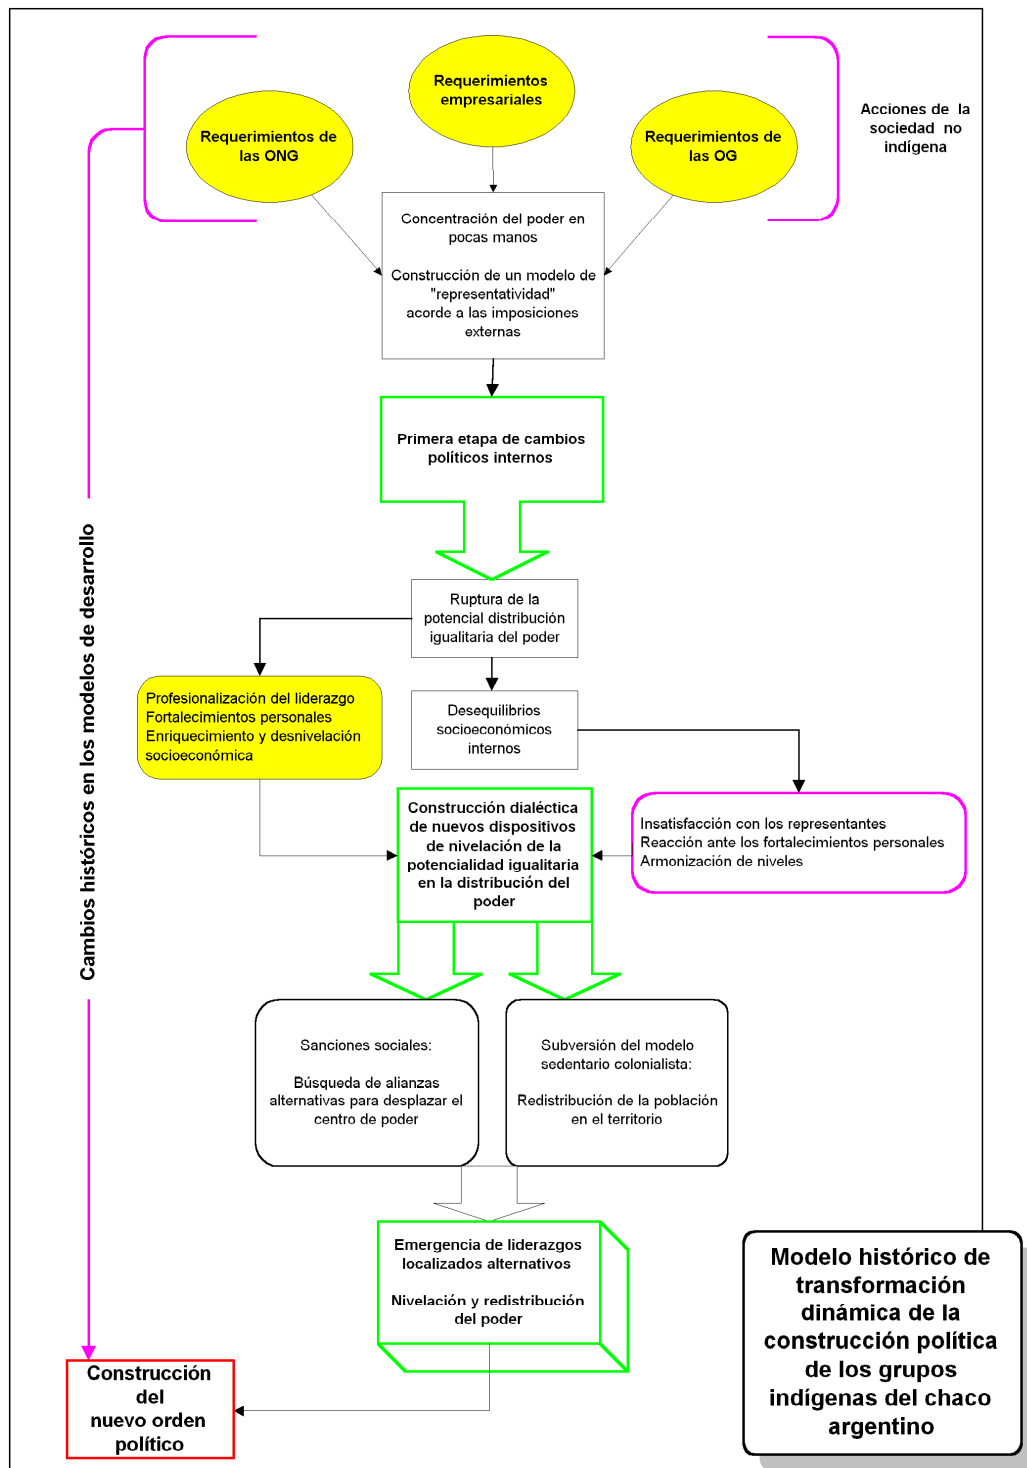 Requerimientos
empresariales
Requerimientos de
las ONG
Requerimientos de
las OG
Acciones de la
sociedad no
indígena
Concentración del poder en
pocas manos
Construcción de un modelo de
"representatividad"
acorde a las imposiciones
externas
Primera etapa de cambios
políticos internos
Cambios históricos en los modelos de desarrollo
Ruptura de la
potencial distribución
igualitaria del poder
Profesionalización del liderazgo
Fortalecimientos personales
Enriquecimiento y desnivelación
socioeconómica
Desequilibrios
socioeconómicos
internos
Construcción dialéctica
de nuevos dispositivos
de nivelación de la
potencialidad igualitaria
en la distribución del
poder
Insatisfacción con los representantes
Reacción ante los fortalecimientos personales
Armonización de niveles
Sanciones sociales:
Búsqueda de alianzas
alternativas para desplazar el
centro de poder
Subversión del modelo
sedentario colonialista:
Redistribución de la población
en el territorio
Emergencia de liderazgos
localizados alternativos
Nivelación y redistribución
del poder
Construcción
del
nuevo orden
político
Modelo histórico de
transformación
dinámica de la
construcción política
de los grupos
indígenas del chaco
argentino